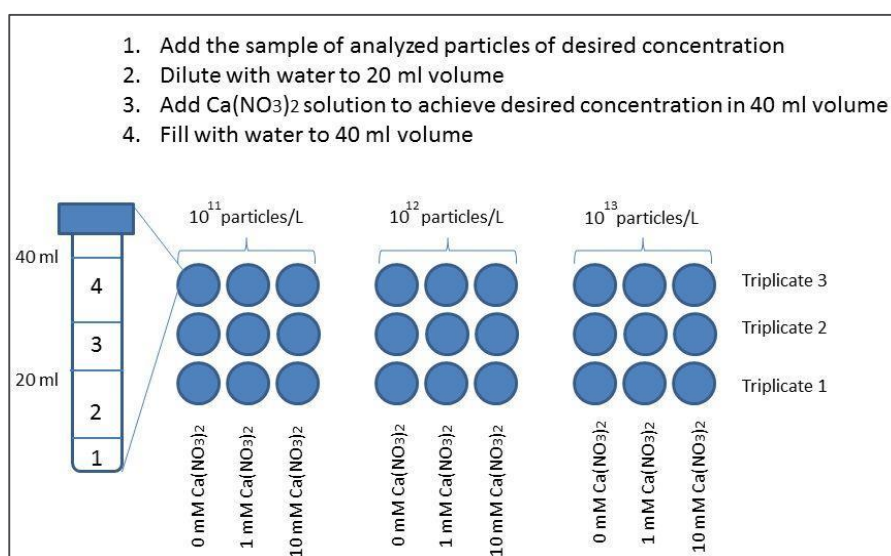 1. Add the sample of analyzed particles of desired concentration
2. Dilute with water to 20 ml volume
3. Add Ca(NO3)2 solution to achieve desired concentration in 40 ml volume
4. Fill with water to 40 ml volume
10^11 particles/L
10^12 particles/L
10^13 particles/L
40 ml
4
3
20 ml
2
1
Triplicate 3
Triplicate 2
Triplicate 1
0 mM Ca(NO3)2
1 mM Ca(NO3)2
10 mM Ca(NO3)2
0 mM Ca(NO3)2
1 mM Ca(NO3)2
10 mM Ca(NO3)2
0 mM Ca(NO3)2
1 mM Ca(NO3)2
10 mM Ca(NO3)2